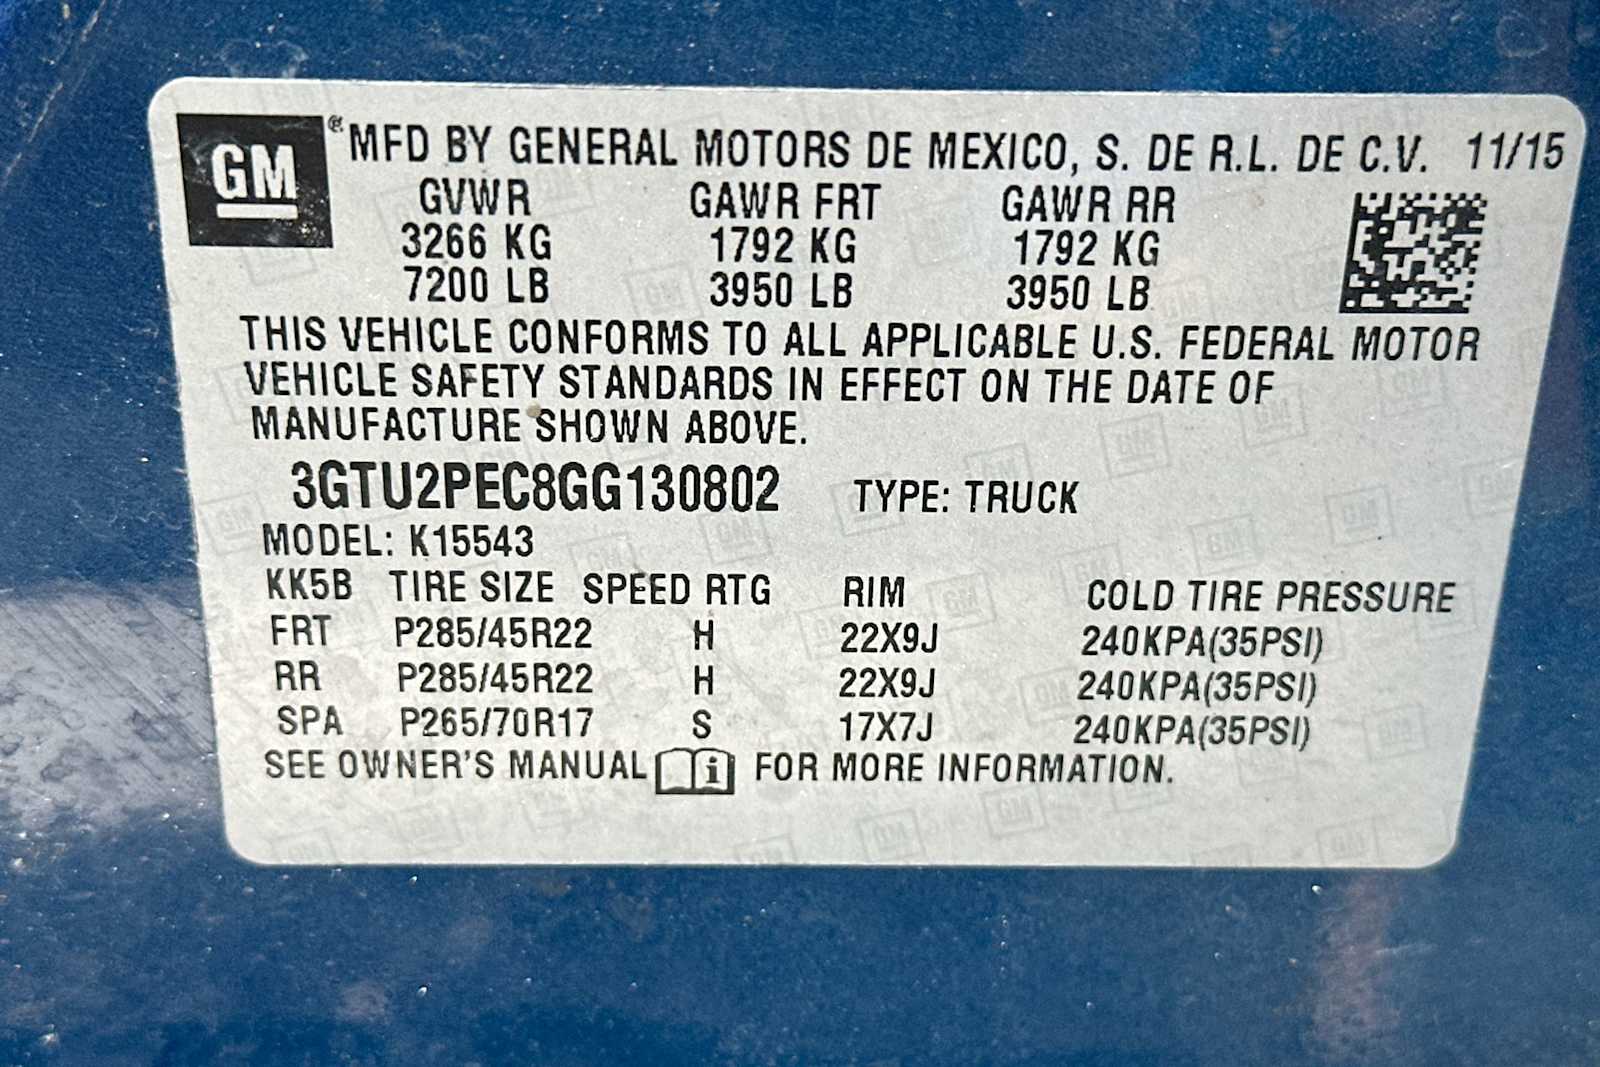 GM ® MFD BY GENERAL MOTORS DE MEXICO, S. DE R.L. DE C.V. 11/15
GVWR GAWR FRT GAWR RR
3266 KG 1792 KG 1792 KG
7200 LB 3950 LB 3950 LB
THIS VEHICLE CONFORMS TO ALL APPLICABLE U.S. FEDERAL MOTOR
VEHICLE SAFETY STANDARDS IN EFFECT ON THE DATE OF
MANUFACTURE SHOWN ABOVE.
3GTU2PEC8GG130802 TYPE: TRUCK
MODEL: K15543
KK5B TIRE SIZE SPEED RTG RIM COLD TIRE PRESSURE
FRT P285/45R22 H 22X9J 240KPA(35PSI)
RR P285/45R22 H 22X9J 240KPA(35PSI)
SPA P265/70R17 S 17X7J 240KPA(35PSI)
SEE OWNER'S MANUAL i FOR MORE INFORMATION.